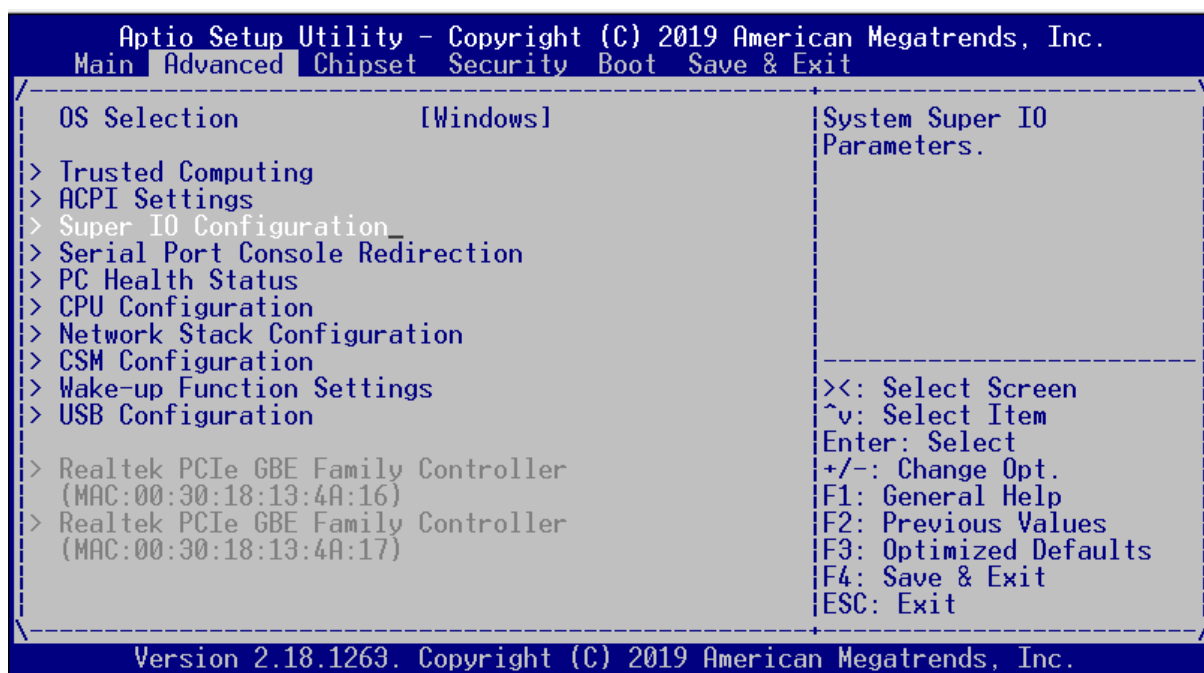 Aptio Setup Utility - Copyright (C) 2019 American Megatrends, Inc.
Main Advanced Chipset Security Boot Save & Exit
OS Selection [Windows]
> Trusted Computing
> ACPI Settings
> Super IO Configuration_
> Serial Port Console Redirection
> PC Health Status
> CPU Configuration
> Network Stack Configuration
> CSM Configuration
> Wake-up Function Settings
> USB Configuration
> Realtek PCIe GBE Family Controller
(MAC:00:30:18:13:4A:16)
> Realtek PCIe GBE Family Controller
(MAC:00:30:18:13:4A:17)
System Super IO
Parameters.
><: Select Screen
^v: Select Item
Enter: Select
+/-: Change Opt.
F1: General Help
F2: Previous Values
F3: Optimized Defaults
F4: Save & Exit
ESC: Exit
Version 2.18.1263. Copyright (C) 2019 American Megatrends, Inc.